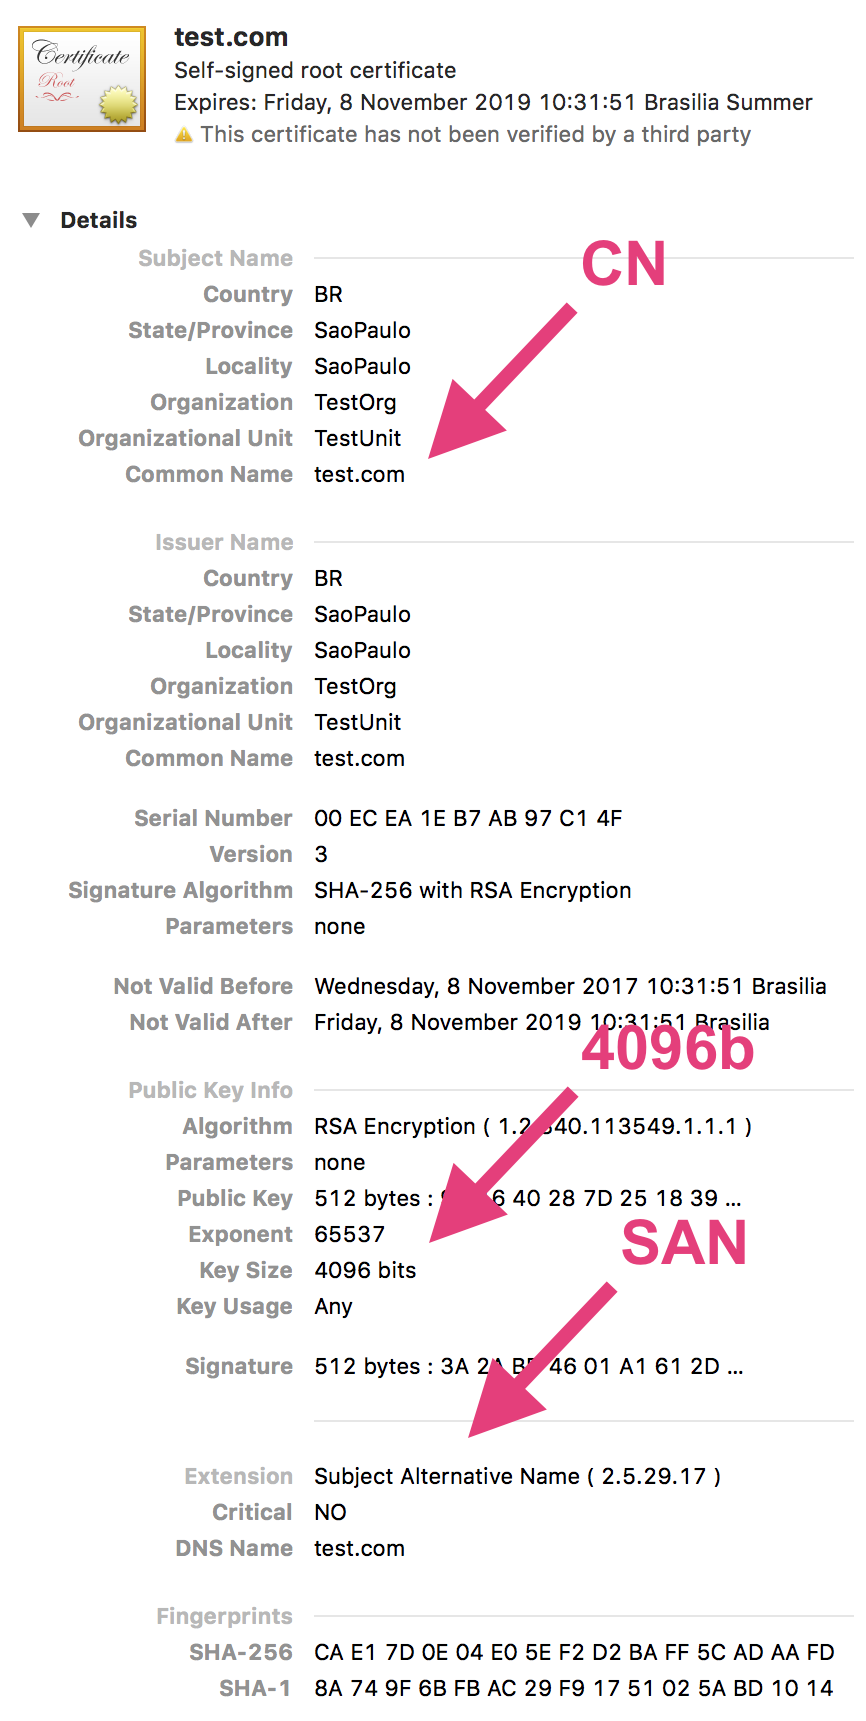 Certificate
Root
test.com
Self-signed root certificate
Expires: Friday, 8 November 2019 10:31:51 Brasilia Summer
This certificate has not been verified by a third party
Details
Subject Name
CN
Country BR
State/Province SaoPaulo
Locality SaoPaulo
Organization TestOrg
Organizational Unit TestUnit
Common Name test.com
Issuer Name
Country BR
State/Province SaoPaulo
Locality SaoPaulo
Organization TestOrg
Organizational Unit TestUnit
Common Name test.com
Serial Number 00 EC EA 1E B7 AB 97 C1 4F
Version 3
Signature Algorithm SHA-256 with RSA Encryption
Parameters none
Not Valid Before Wednesday, 8 November 2017 10:31:51 Brasilia
Not Valid After Friday, 8 November 2019 10:31:51 Brasilia
4096b
Public Key Info
Algorithm RSA Encryption ( 1.2.840.113549.1.1.1 )
Parameters none
Public Key 512 bytes : 40 28 7D 25 18 39 ...
Exponent 65537
SAN
Key Size 4096 bits
Key Usage Any
Signature 512 bytes : 3A 2A 46 01 A1 61 2D ...
Extension Subject Alternative Name ( 2.5.29.17 )
Critical NO
DNS Name test.com
Fingerprints
SHA-256 CA E1 7D 0E 04 E0 5E F2 D2 BA FF 5C AD AA FD
SHA-1 8A 74 9F 6B FB AC 29 F9 17 51 02 5A BD 10 14